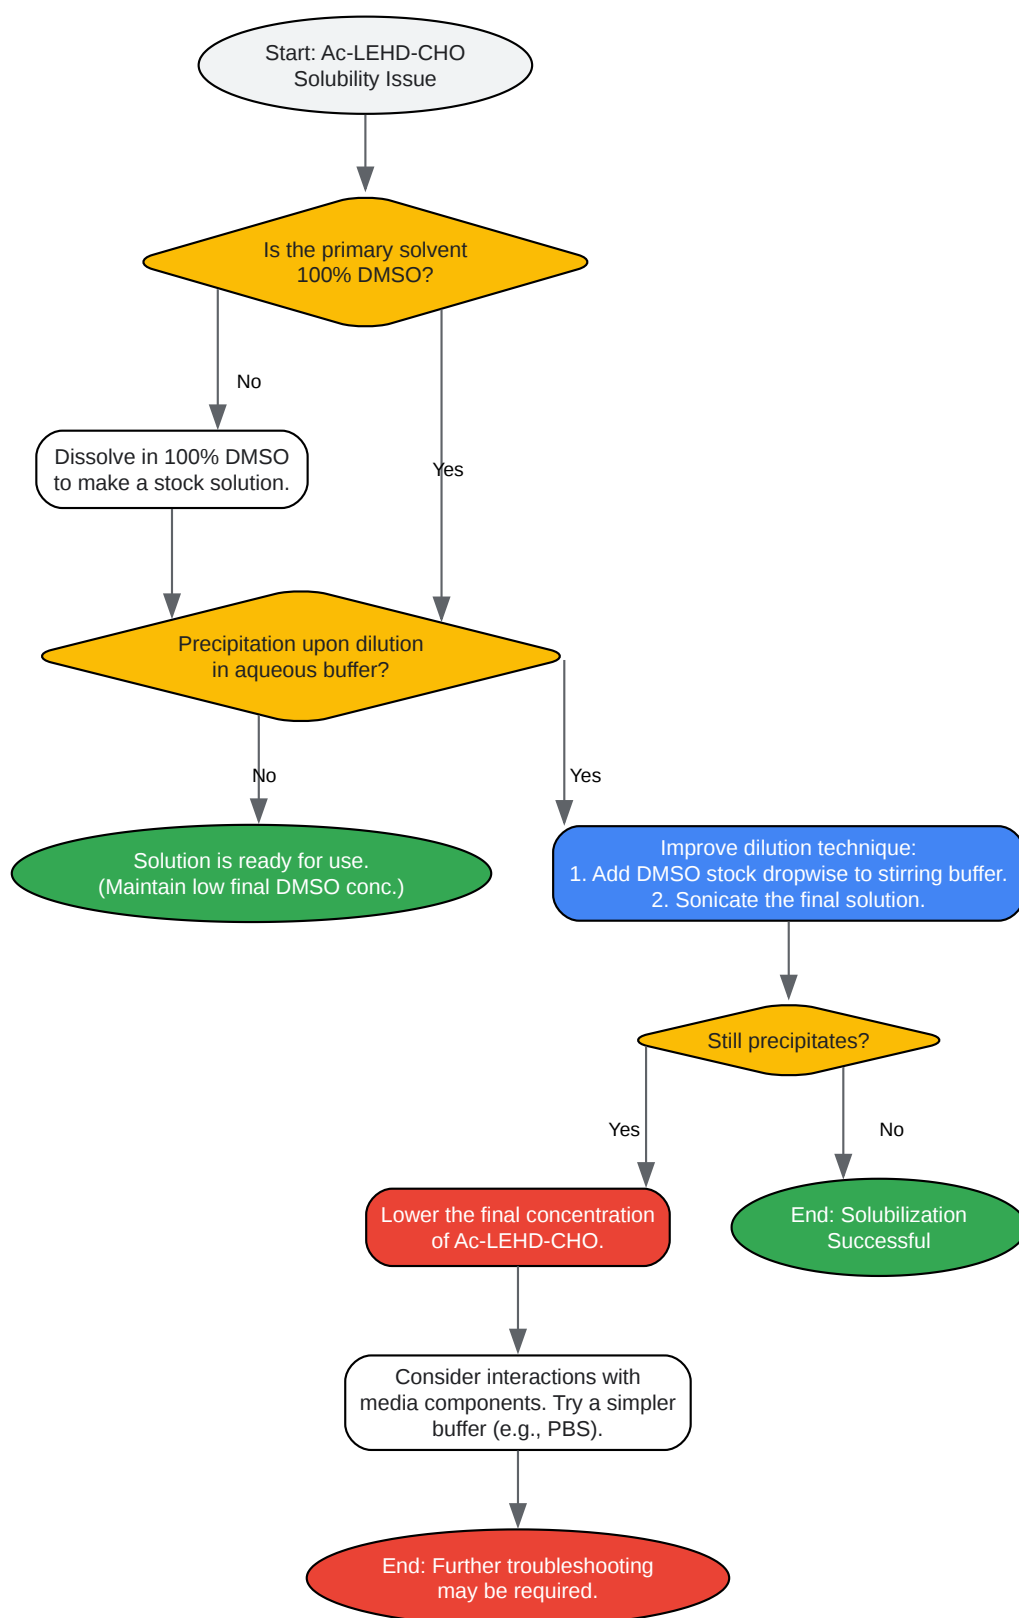 Start: Ac-LEHD-CHO
Solubility Issue
Is the primary solvent
100% DMSO?
No
Dissolve in 100% DMSO
to make a stock solution.
Yes
Precipitation upon dilution
in aqueous buffer?
No
Yes
Solution is ready for use.
(Maintain low final DMSO conc.)
Improve dilution technique:
1. Add DMSO stock dropwise to stirring buffer.
2. Sonicate the final solution.
Still precipitates?
Yes
No
Lower the final concentration
of Ac-LEHD-CHO.
End: Solubilization
Successful
Consider interactions with
media components. Try a simpler
buffer (e.g., PBS).
End: Further troubleshooting
may be required.